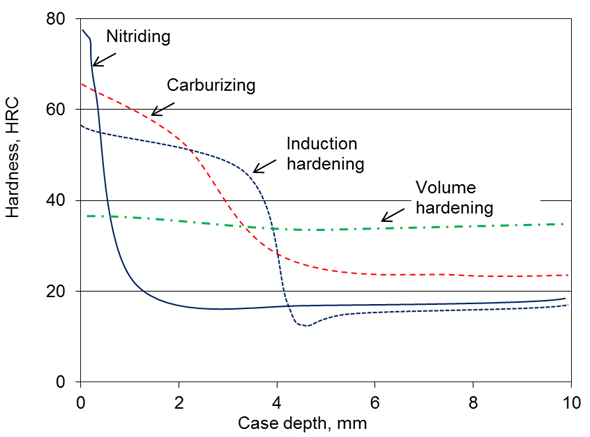 80
Nitriding
Carburizing
60
Induction
hardening
Hardness, HRC
Volume
hardening
40
20
0
0 2 4 6 8 10
Case depth, mm